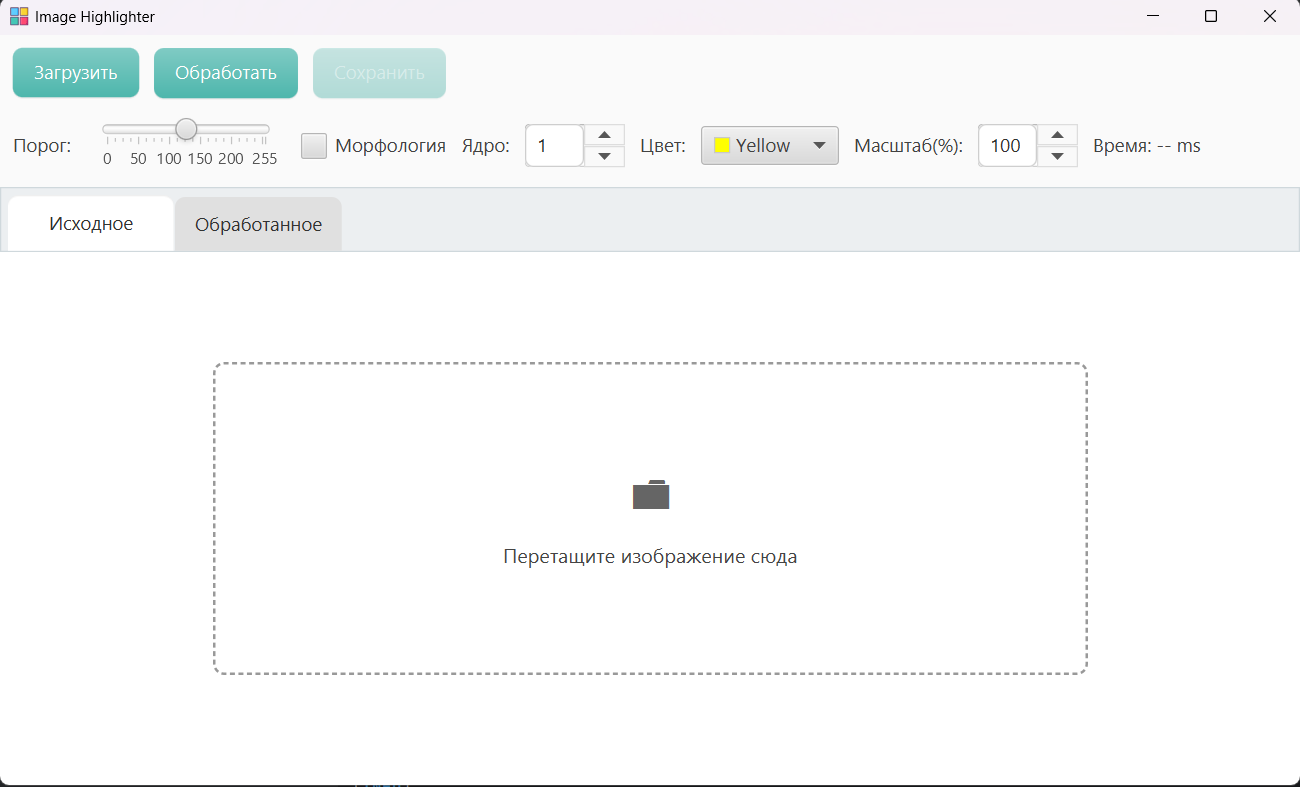 Image Highlighter
Загрузить Обработать Сохранить
Порог: 0 50 100 150 200 255 Морфология Ядро: 1 Цвет: Yellow Масштаб(%): 100 Время: -- ms
Исходное Обработанное
Перетащите изображение сюда